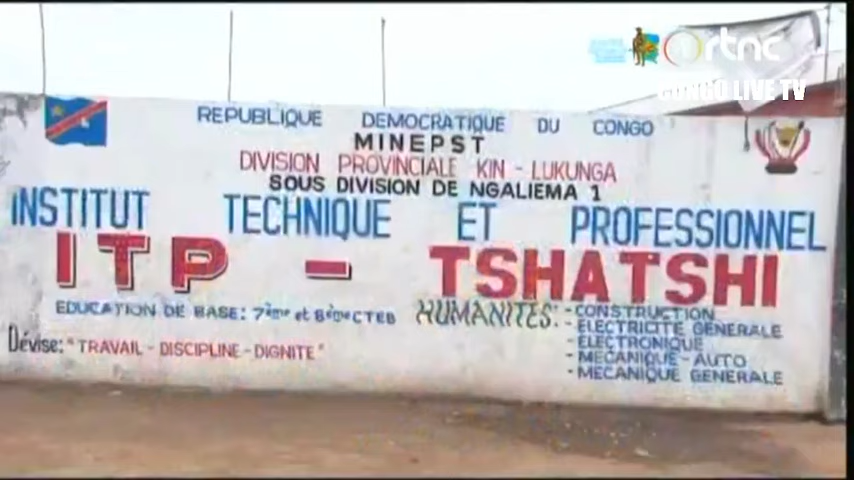 rtnc
CONGO LIVE TV
REPUBLIQUE DEMOCRATIQUE DU CONGO
MINEPST
DIVISION PROVINCIALE KIN - LUKUNGA
SOUS DIVISION DE NGALIEMA 1
INSTITUT TECHNIQUE ET PROFESSIONNEL
ITP - TSHATSHI
EDUCATION DE BASE: 7ème et 8ème CTEB
HUMANITES: - CONSTRUCTION
- ELECTRICITE GENERALE
- ELECTRONIQUE
- MECANIQUE - AUTO
- MECANIQUE GENERALE
Dévise: "TRAVAIL - DISCIPLINE - DIGNITE"